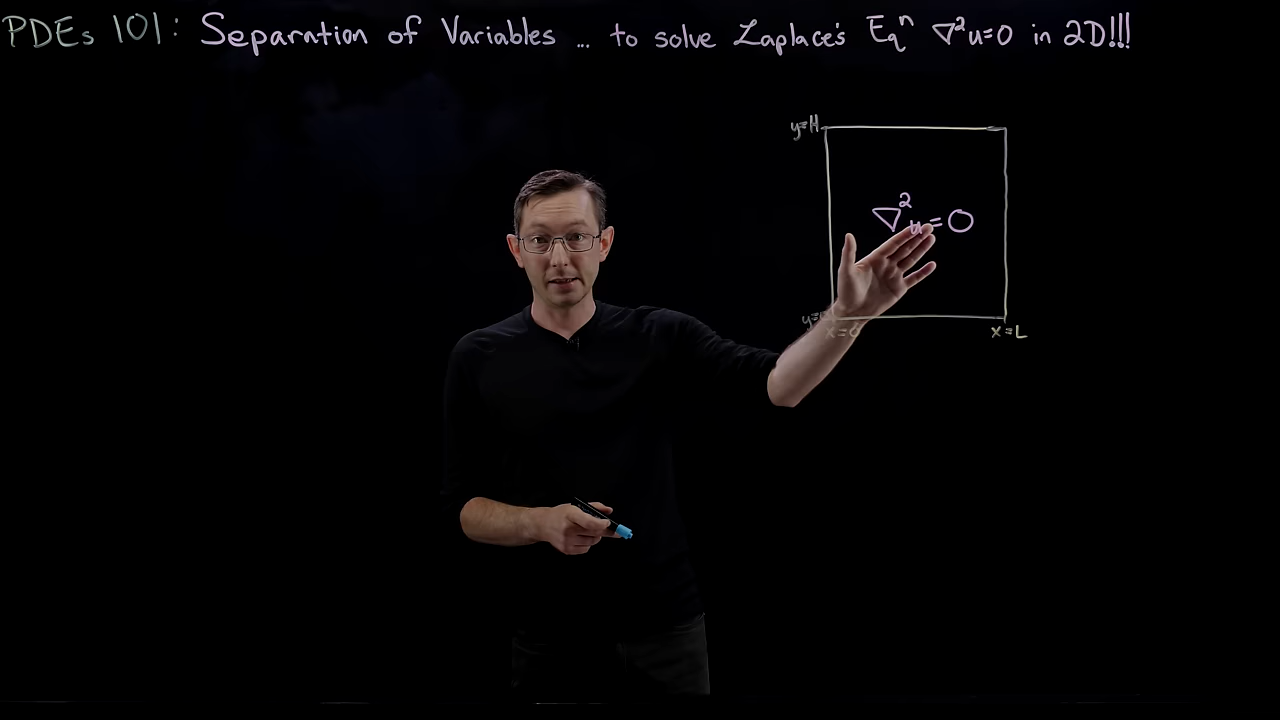 PDEs 101: Separation of Variables ... to solve Laplace's Eqⁿ ∇²u=0 in 2D!!!
y=H
∇²u=0
x=L